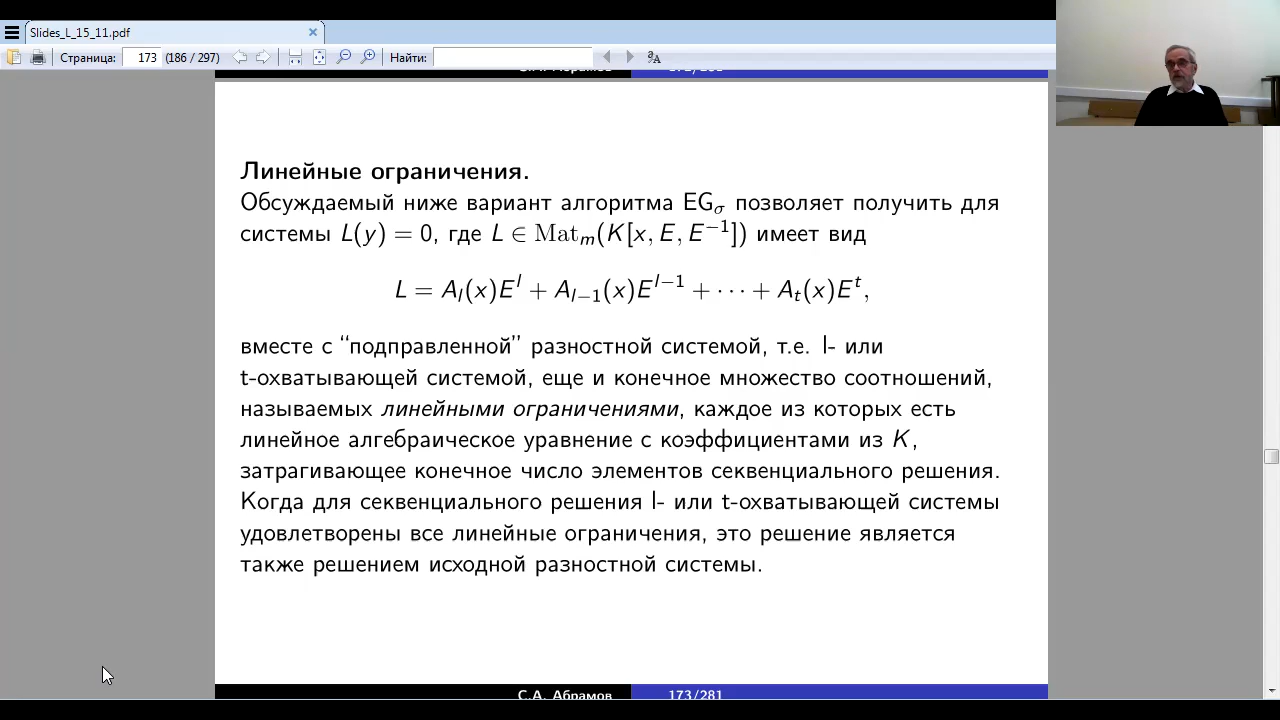 Slides_L_15_11.pdf
Страница: 173 (186 / 297) Найти:
С.А. Абрамов 172/281
Линейные ограничения.
Обсуждаемый ниже вариант алгоритма EG_σ позволяет получить для
системы L(y) = 0, где L ∈ Mat_m(K[x, E, E^{-1}]) имеет вид
L = A_l(x)E^l + A_{l−1}(x)E^{l−1} + ⋯ + A_t(x)E^t,
вместе с “подправленной” разностной системой, т.е. l- или
t-охватывающей системой, еще и конечное множество соотношений,
называемых линейными ограничениями, каждое из которых есть
линейное алгебраическое уравнение с коэффициентами из K,
затрагивающее конечное число элементов секвенциального решения.
Когда для секвенциального решения l- или t-охватывающей системы
удовлетворены все линейные ограничения, это решение является
также решением исходной разностной системы.
С.А. Абрамов 173/281